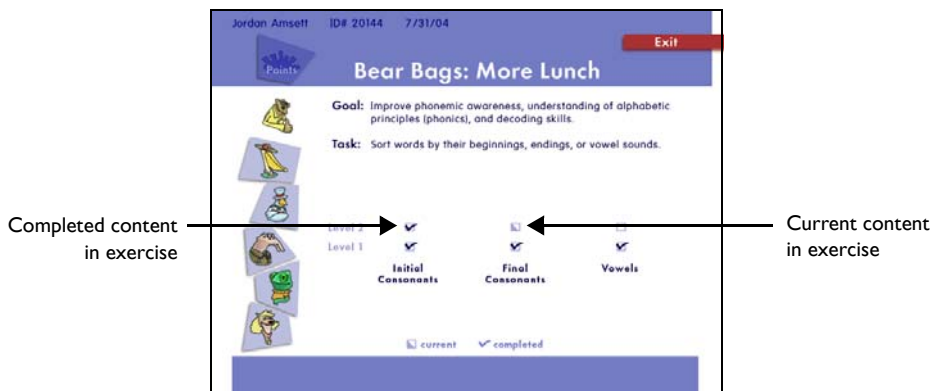 Jordan Amsett ID# 20144 7/31/04
Exit
Points
Bear Bags: More Lunch
Goal: Improve phonemic awareness, understanding of alphabetic
principles (phonics), and decoding skills.
Task: Sort words by their beginnings, endings, or vowel sounds.
Completed content
in exercise
Current content
in exercise
Level 2
Level 1
Initial
Consonants
Final
Consonants
Vowels
current completed